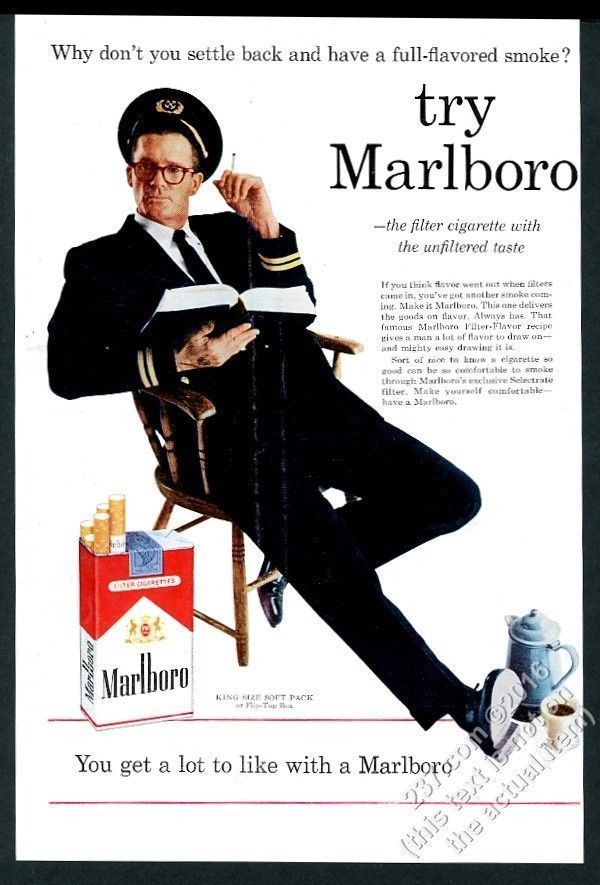 Why don't you settle back and have a full-flavored smoke?
try
Marlboro
—the filter cigarette with
the unfiltered taste
If you think flavor went out when filters
came in, you've got another smoke com-
ing. Make it Marlboro. This one delivers
the goods on flavor. Always has. That
famous Marlboro Filter-Flavor recipe
gives a man a lot of flavor to draw on—
and mighty easy drawing it is.
Sort of nice to know a cigarette so
good can be so comfortable to smoke
through Marlboro's exclusive Selectrate
filter. Make yourself comfortable—
have a Marlboro.
FILTER CIGARETTES
Marlboro
Marlboro
KING SIZE SOFT PACK
or Flip-Top Box
You get a lot to like with a Marlboro
237.com ©2016
(this text is not on
the actual item)